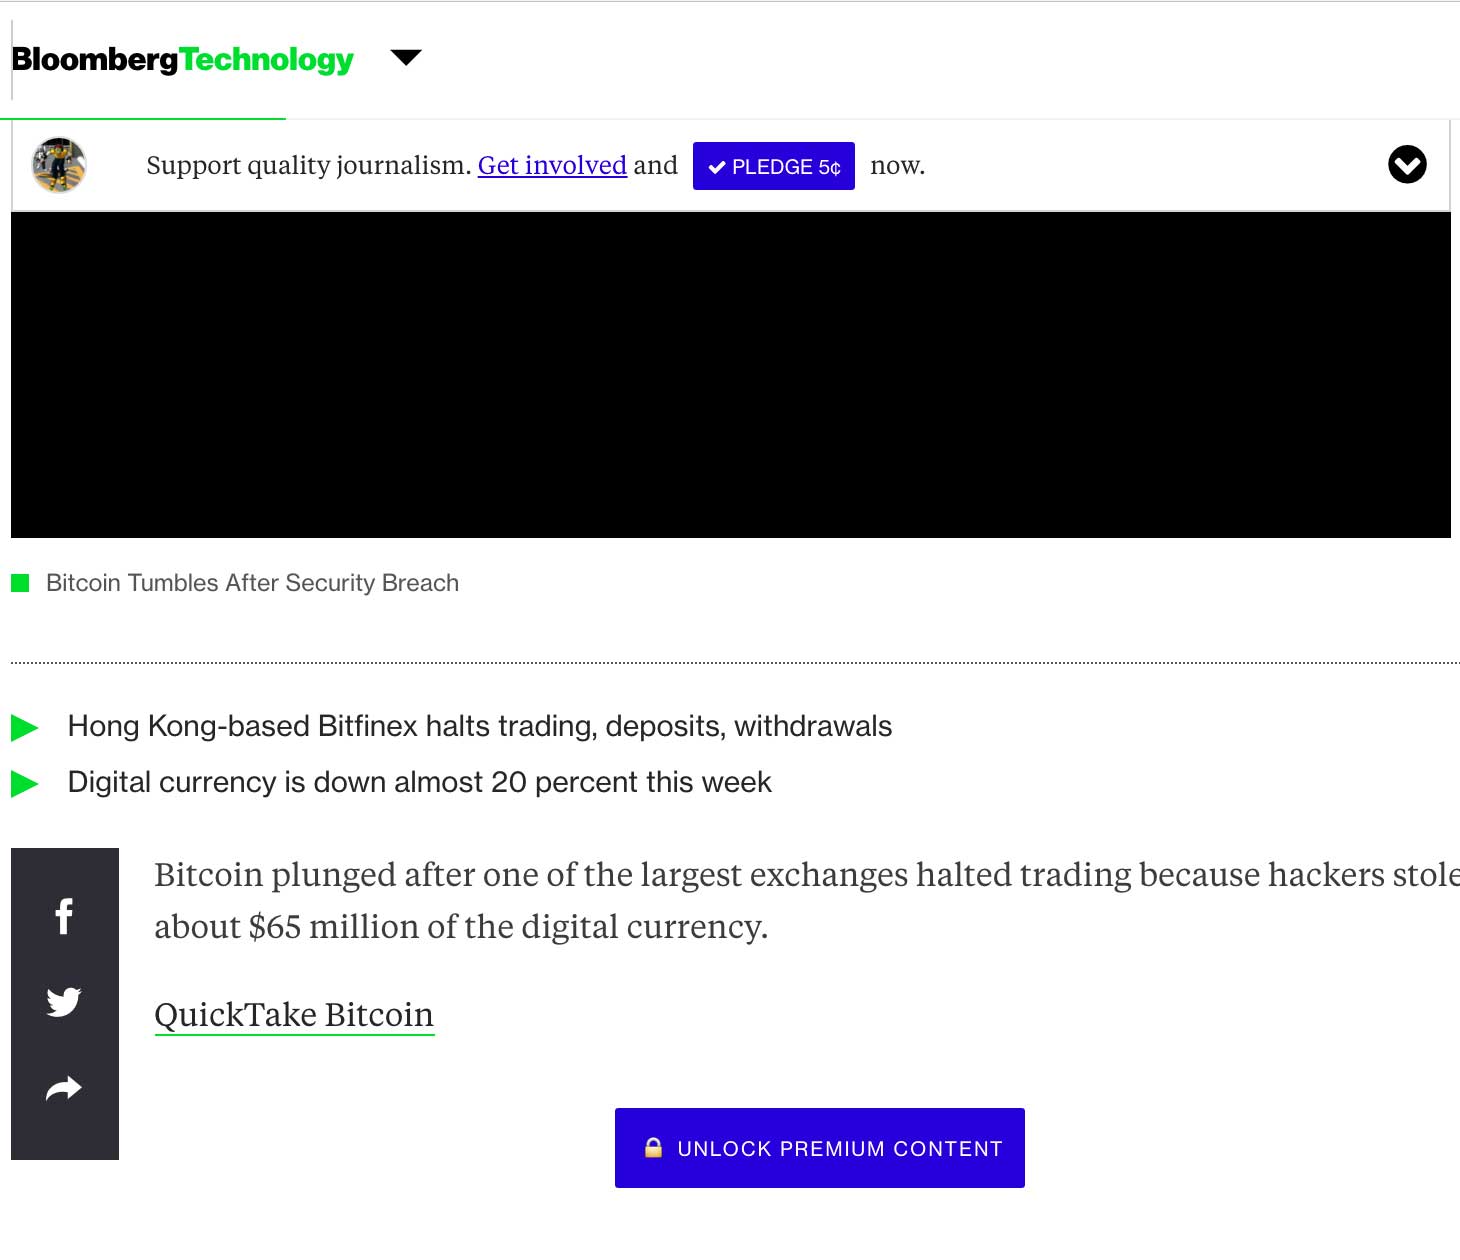 BloombergTechnology
Support quality journalism. Get involved and PLEDGE 5¢ now.
Bitcoin Tumbles After Security Breach
Hong Kong-based Bitfinex halts trading, deposits, withdrawals
Digital currency is down almost 20 percent this week
Bitcoin plunged after one of the largest exchanges halted trading because hackers stole
about $65 million of the digital currency.
QuickTake Bitcoin
UNLOCK PREMIUM CONTENT